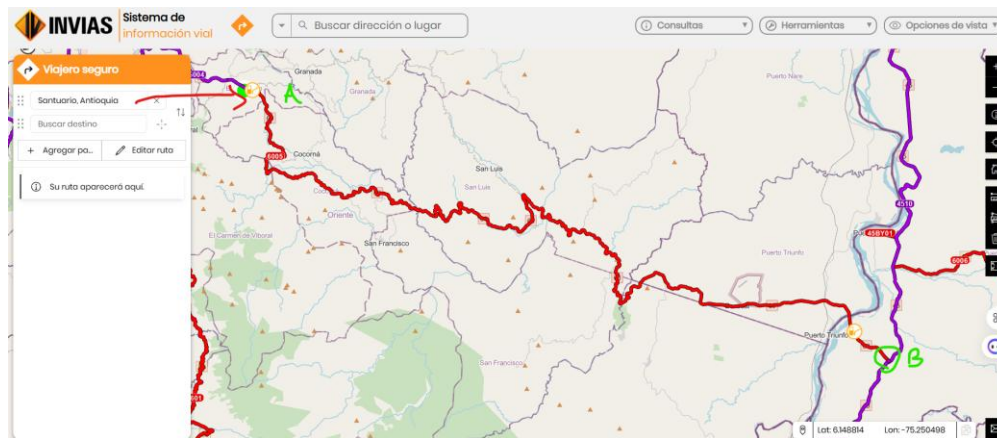 INVIAS
Sistema de
información vial
Buscar dirección o lugar
Consultas
Herramientas
Opciones de vista
Viajero seguro
Santuario, Antioquia
Buscar destino
+ Agregar pa...
Editar ruta
Su ruta aparecerá aquí.
6004
A
Granada
Granada
Cocorná
6005
San Luis
San Luis
Oriente
El Carmen de Viboral
San Francisco
San Francisco
Puerto Nare
4510
45BY01
6006
Puerto Triunfo
Puerto Triunfo
B
Lat: 6.148814
Lon: -75.250498